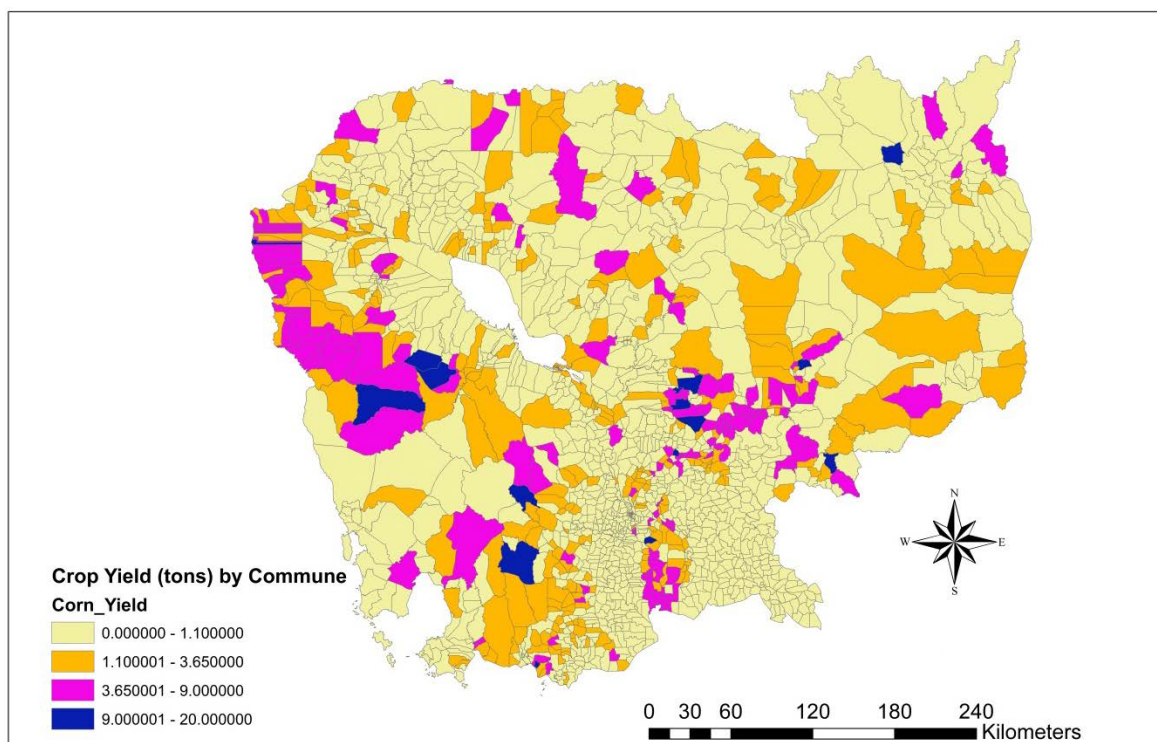 N
W E
S
Crop Yield (tons) by Commune
Corn_Yield
0.000000 - 1.100000
1.100001 - 3.650000
3.650001 - 9.000000
9.000001 - 20.000000
0 30 60 120 180 240
Kilometers